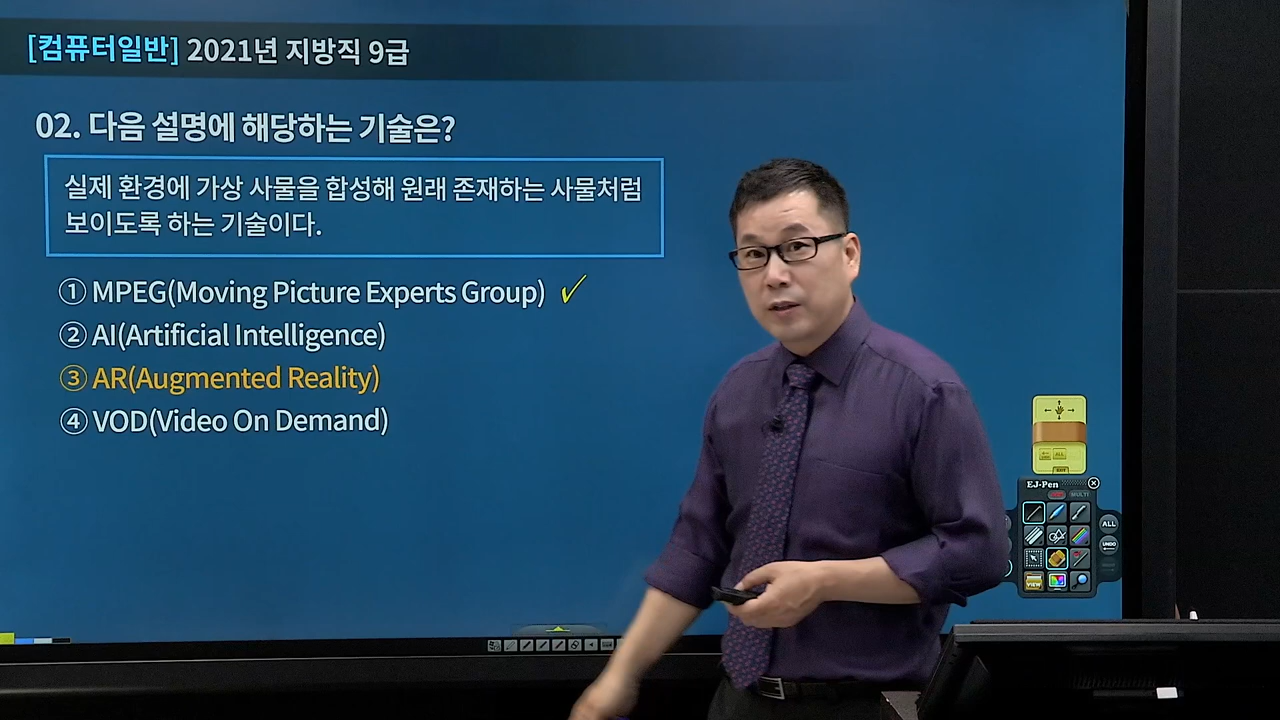 [컴퓨터일반] 2021년 지방직 9급
02. 다음 설명에 해당하는 기술은?
실제 환경에 가상 사물을 합성해 원래 존재하는 사물처럼
보이도록 하는 기술이다.
① MPEG(Moving Picture Experts Group) ✓
② AI(Artificial Intelligence)
③ AR(Augmented Reality)
④ VOD(Video On Demand)
EJ-Pen
ALL
UNDO
VIEW